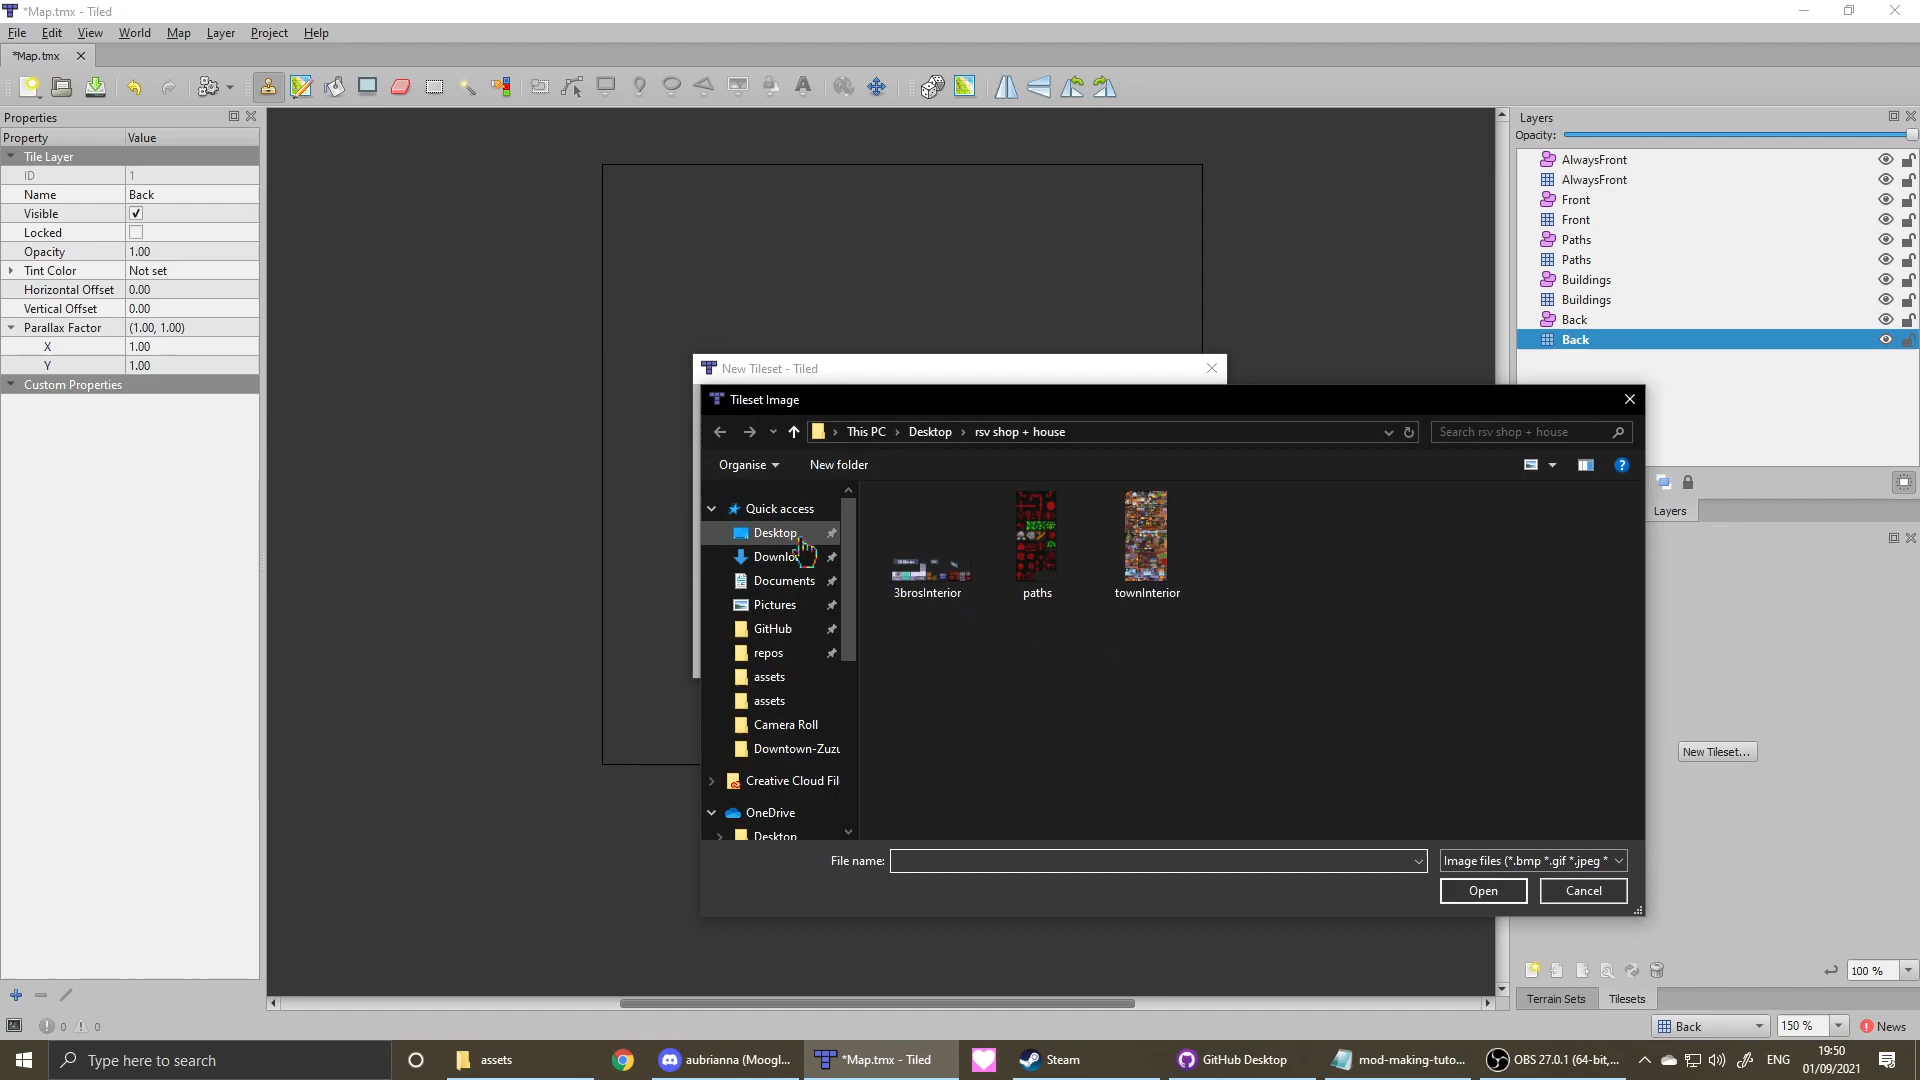 *Map.tmx - Tiled
File Edit View World Map Layer Project Help
*Map.tmx
Properties
Property Value
Tile Layer
ID 1
Name Back
Visible
Locked
Opacity 1.00
Tint Color Not set
Horizontal Offset 0.00
Vertical Offset 0.00
Parallax Factor (1.00, 1.00)
X 1.00
Y 1.00
Custom Properties
Layers
Opacity:
AlwaysFront
AlwaysFront
Front
Front
Paths
Paths
Buildings
Buildings
Back
Back
Layers
New Tileset - Tiled
Tileset Image
This PC Desktop rsv shop + house
Search rsv shop + house
Organise New folder
Quick access
Desktop
Downlo
Documents
Pictures
GitHub
repos
assets
assets
Camera Roll
Downtown-Zuzu
Creative Cloud Fil
OneDrive
Desktop
3brosInterior paths townInterior
File name:
Image files (*.bmp *.gif *.jpeg *
Open Cancel
New Tileset...
100 %
Terrain Sets Tilesets
0 0
Back 150 % News
Type here to search
assets
aubrianna (Moogl...
*Map.tmx - Tiled
Steam
GitHub Desktop
mod-making-tuto...
OBS 27.0.1 (64-bit,...
ENG
19:50
01/09/2021